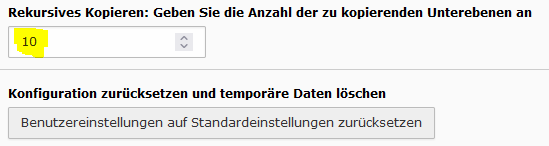 Rekursives Kopieren: Geben Sie die Anzahl der zu kopierenden Unterebenen an
10
Konfiguration zurücksetzen und temporäre Daten löschen
Benutzereinstellungen auf Standardeinstellungen zurücksetzen